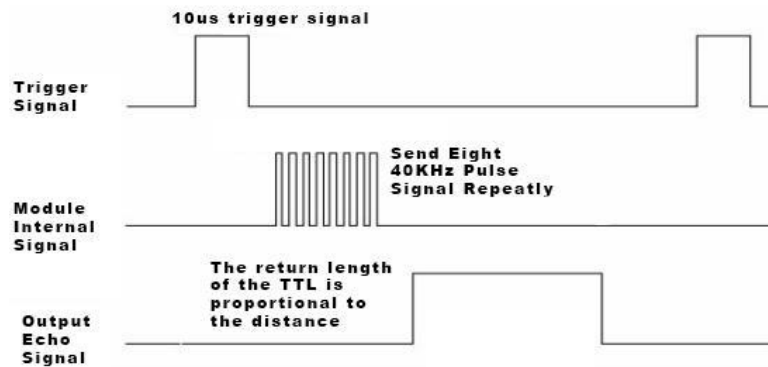 10us trigger signal
Trigger
Signal
Send Eight
40KHz Pulse
Signal Repeatly
Module
Internal
Signal
The return length
of the TTL is
proportional to
the distance
Output
Echo
Signal